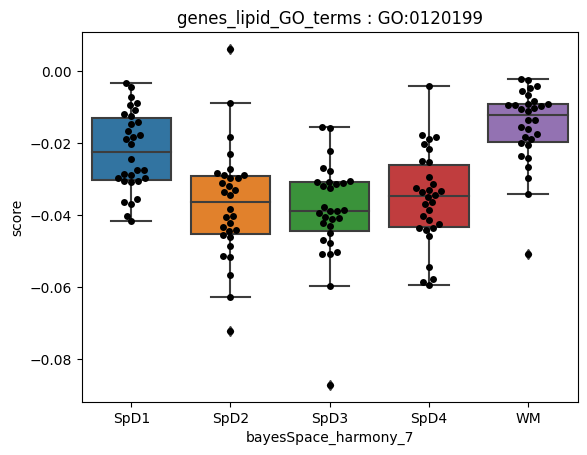 genes_lipid_GO_terms : GO:0120199
0.00
−0.02
−0.04
−0.06
−0.08
score
SpD1 SpD2 SpD3 SpD4 WM
bayesSpace_harmony_7